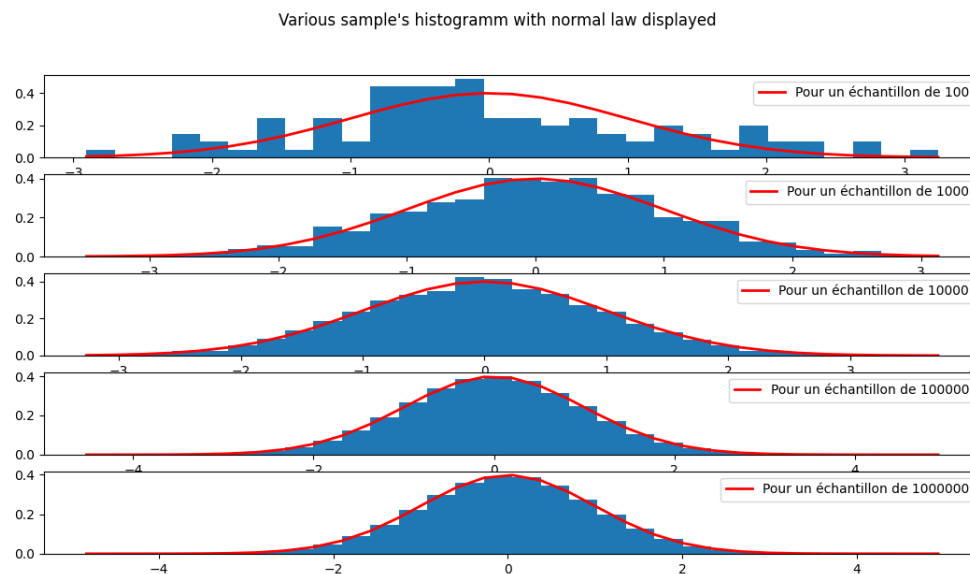 Various sample's histogramm with normal law displayed
Pour un échantillon de 100
0.4
0.2
0.0
−3 −2 −1 0 1 2 3
Pour un échantillon de 1000
0.4
0.2
0.0
−3 −2 −1 0 1 2 3
Pour un échantillon de 10000
0.4
0.2
0.0
−3 −2 −1 0 1 2 3
Pour un échantillon de 100000
0.4
0.2
0.0
−4 −2 0 2 4
Pour un échantillon de 1000000
0.4
0.2
0.0
−4 −2 0 2 4